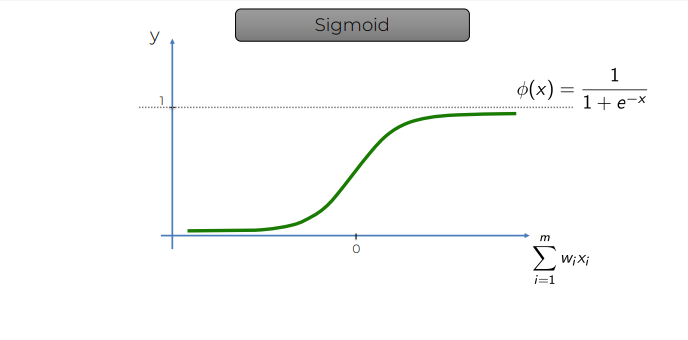 Sigmoid
y
ϕ(x) = 1 / (1 + e^{−x})
1
0
∑_{i=1}^{m} w_i x_i